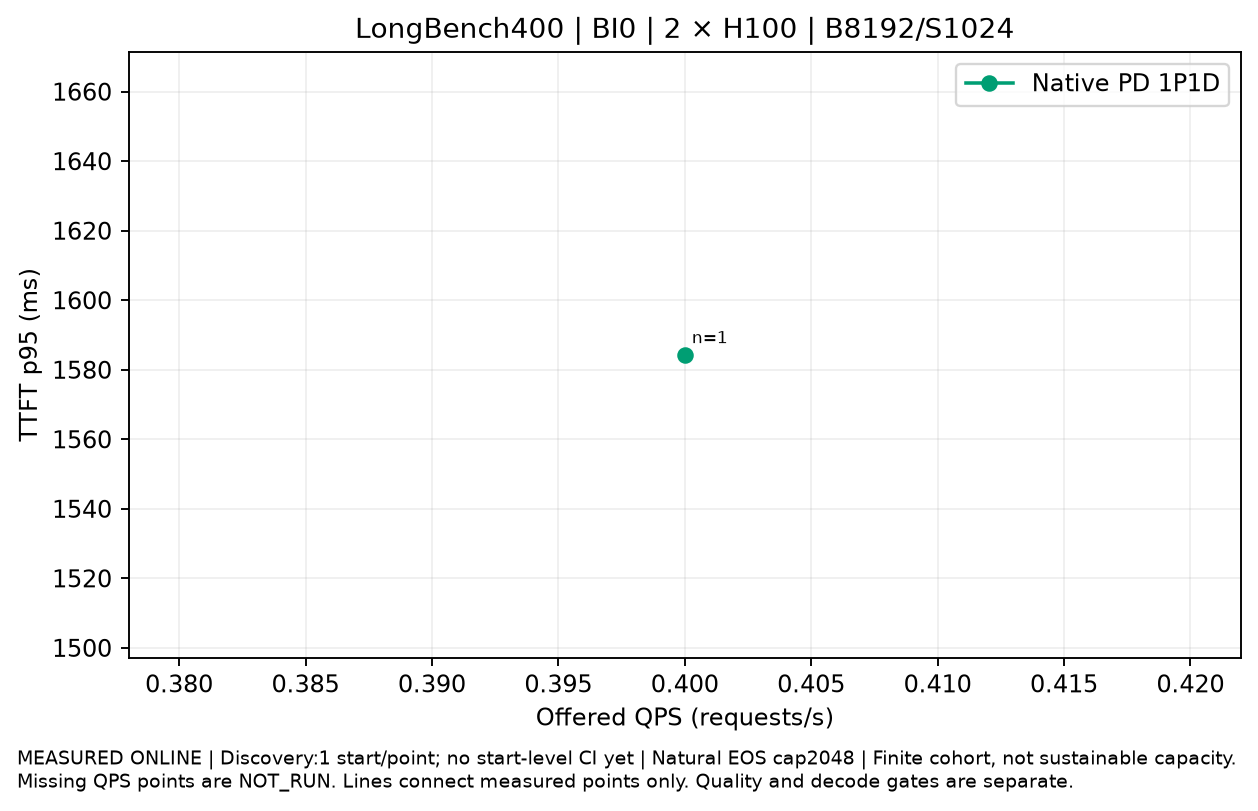 LongBench400 | BI0 | 2 × H100 | B8192/S1024
Native PD 1P1D
1660
1640
1620
1600
1580
1560
1540
1520
1500
TTFT p95 (ms)
n=1
0.380 0.385 0.390 0.395 0.400 0.405 0.410 0.415 0.420
Offered QPS (requests/s)
MEASURED ONLINE | Discovery:1 start/point; no start-level CI yet | Natural EOS cap2048 | Finite cohort, not sustainable capacity.
Missing QPS points are NOT_RUN. Lines connect measured points only. Quality and decode gates are separate.